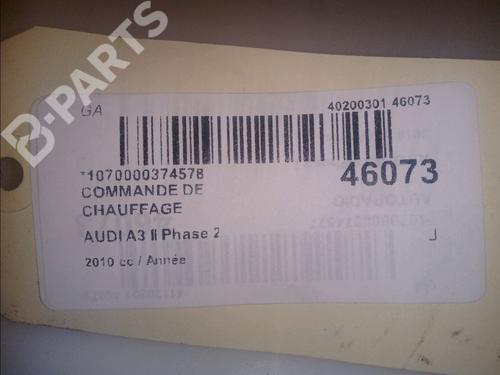 B-PARTS
GA
40200301 46073
*1070000374578
46073
COMMANDE DE
CHAUFFAGE
AUDI A3 II Phase 2
2010 cc / Année